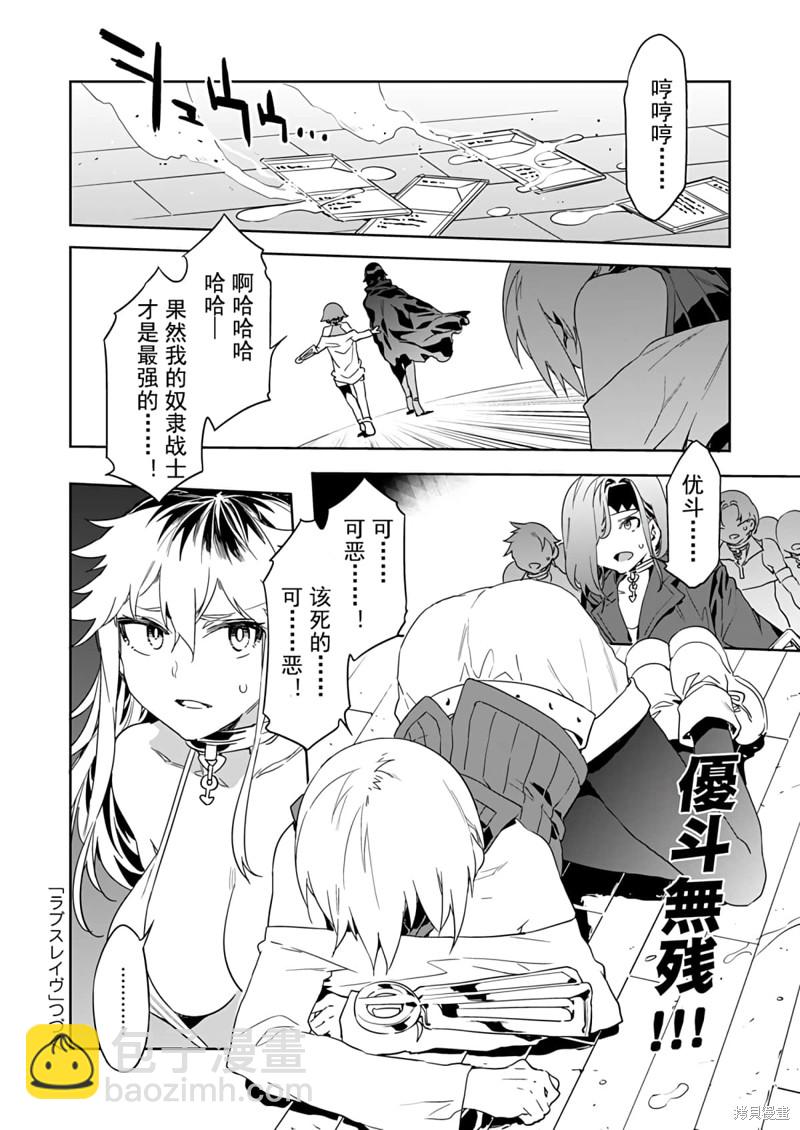 哼哼哼……
シュウゥ…
啊哈哈哈
哈哈—
果然我的奴隶战士
才是最强的……！
优斗……
可……
可恶……！
该死的……
可……恶！
優斗無残!!!
………
「ラブスレイヴ」つづ
包子漫畫
baozimh.com
拷貝漫畫